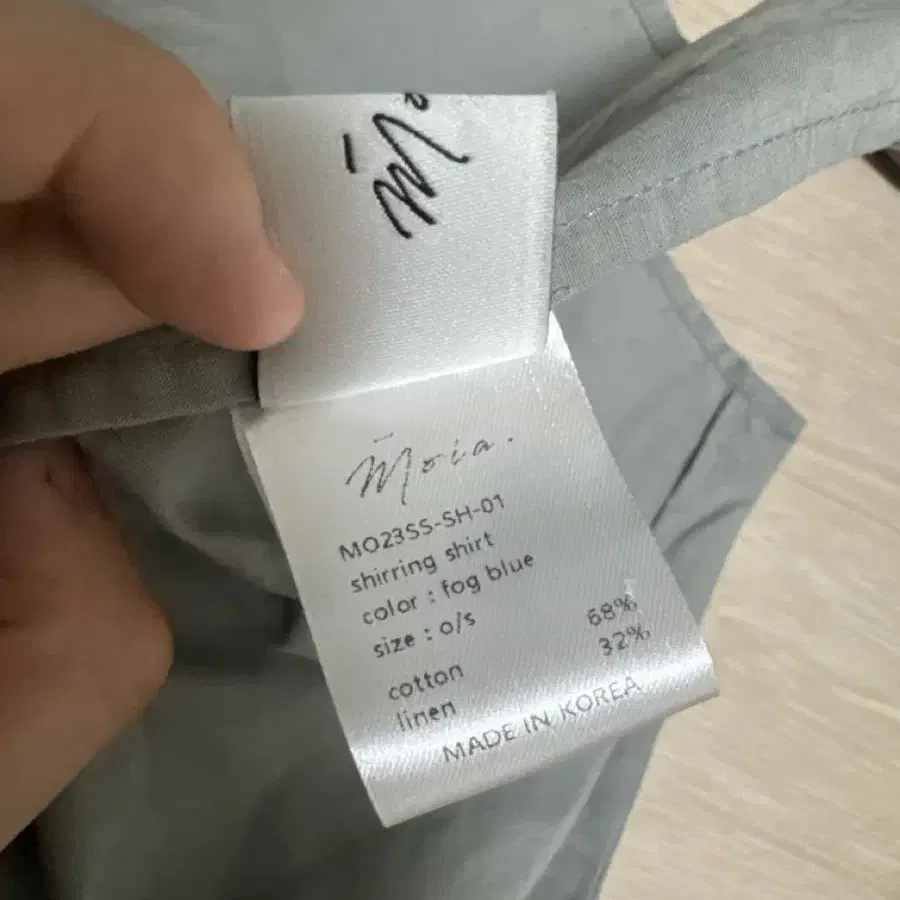 Moia.
MO23SS-SH-01
shirring shirt
color : fog blue
size : o/s
cotton 68%
linen 32%
MADE IN KOREA